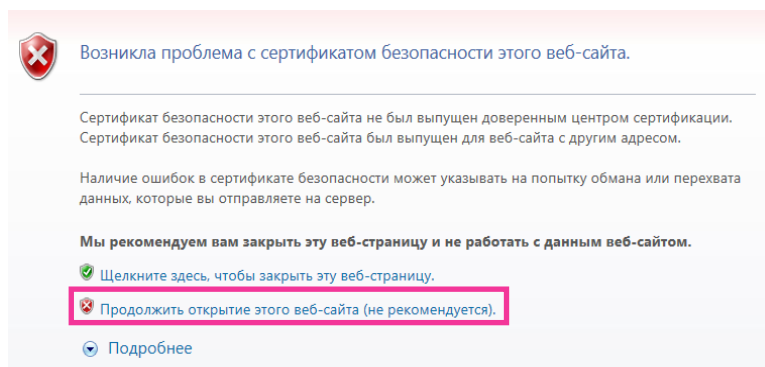 Возникла проблема с сертификатом безопасности этого веб-сайта.
Сертификат безопасности этого веб-сайта не был выпущен доверенным центром сертификации.
Сертификат безопасности этого веб-сайта был выпущен для веб-сайта с другим адресом.
Наличие ошибок в сертификате безопасности может указывать на попытку обмана или перехвата
данных, которые вы отправляете на сервер.
Мы рекомендуем вам закрыть эту веб-страницу и не работать с данным веб-сайтом.
Щелкните здесь, чтобы закрыть эту веб-страницу.
Продолжить открытие этого веб-сайта (не рекомендуется).
Подробнее